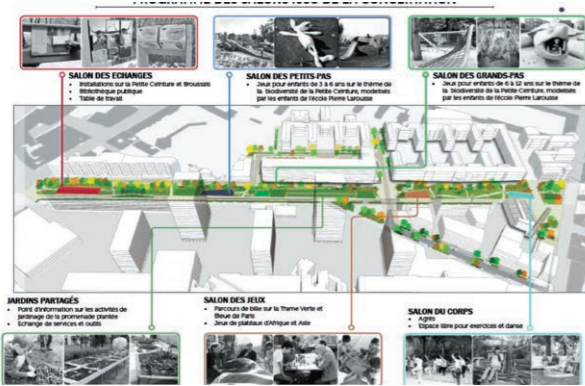 PROGRAMME DES SALONS ISSU DE LA CONCERTATION
SALON DES ECHANGES
• Installations sur la Petite Ceinture et Broussais
• Bibliothèque publique
• Table de travail
SALON DES PETITS-PAS
• Jeux pour enfants de 3 à 6 ans sur le thème de
la biodiversité de la Petite Ceinture, modelisés
par les enfants de l'école Pierre Larousse
SALON DES GRANDS-PAS
• Jeux pour enfants de 6 à 12 ans sur le thème de
la biodiversité de la Petite Ceinture, modelisés
par les enfants de l'école Pierre Larousse
JARDINS PARTAGÉS
• Point d'information sur les activités de
jardinage de la promenade plantée
• Echange de services et outils
SALON DES JEUX
• Parcours de bille sur la Trame Verte et
Bleue de Paris
• Jeux de plateaux d'Afrique et Asie
SALON DU CORPS
• Agrès
• Espace libre pour exercices et danse